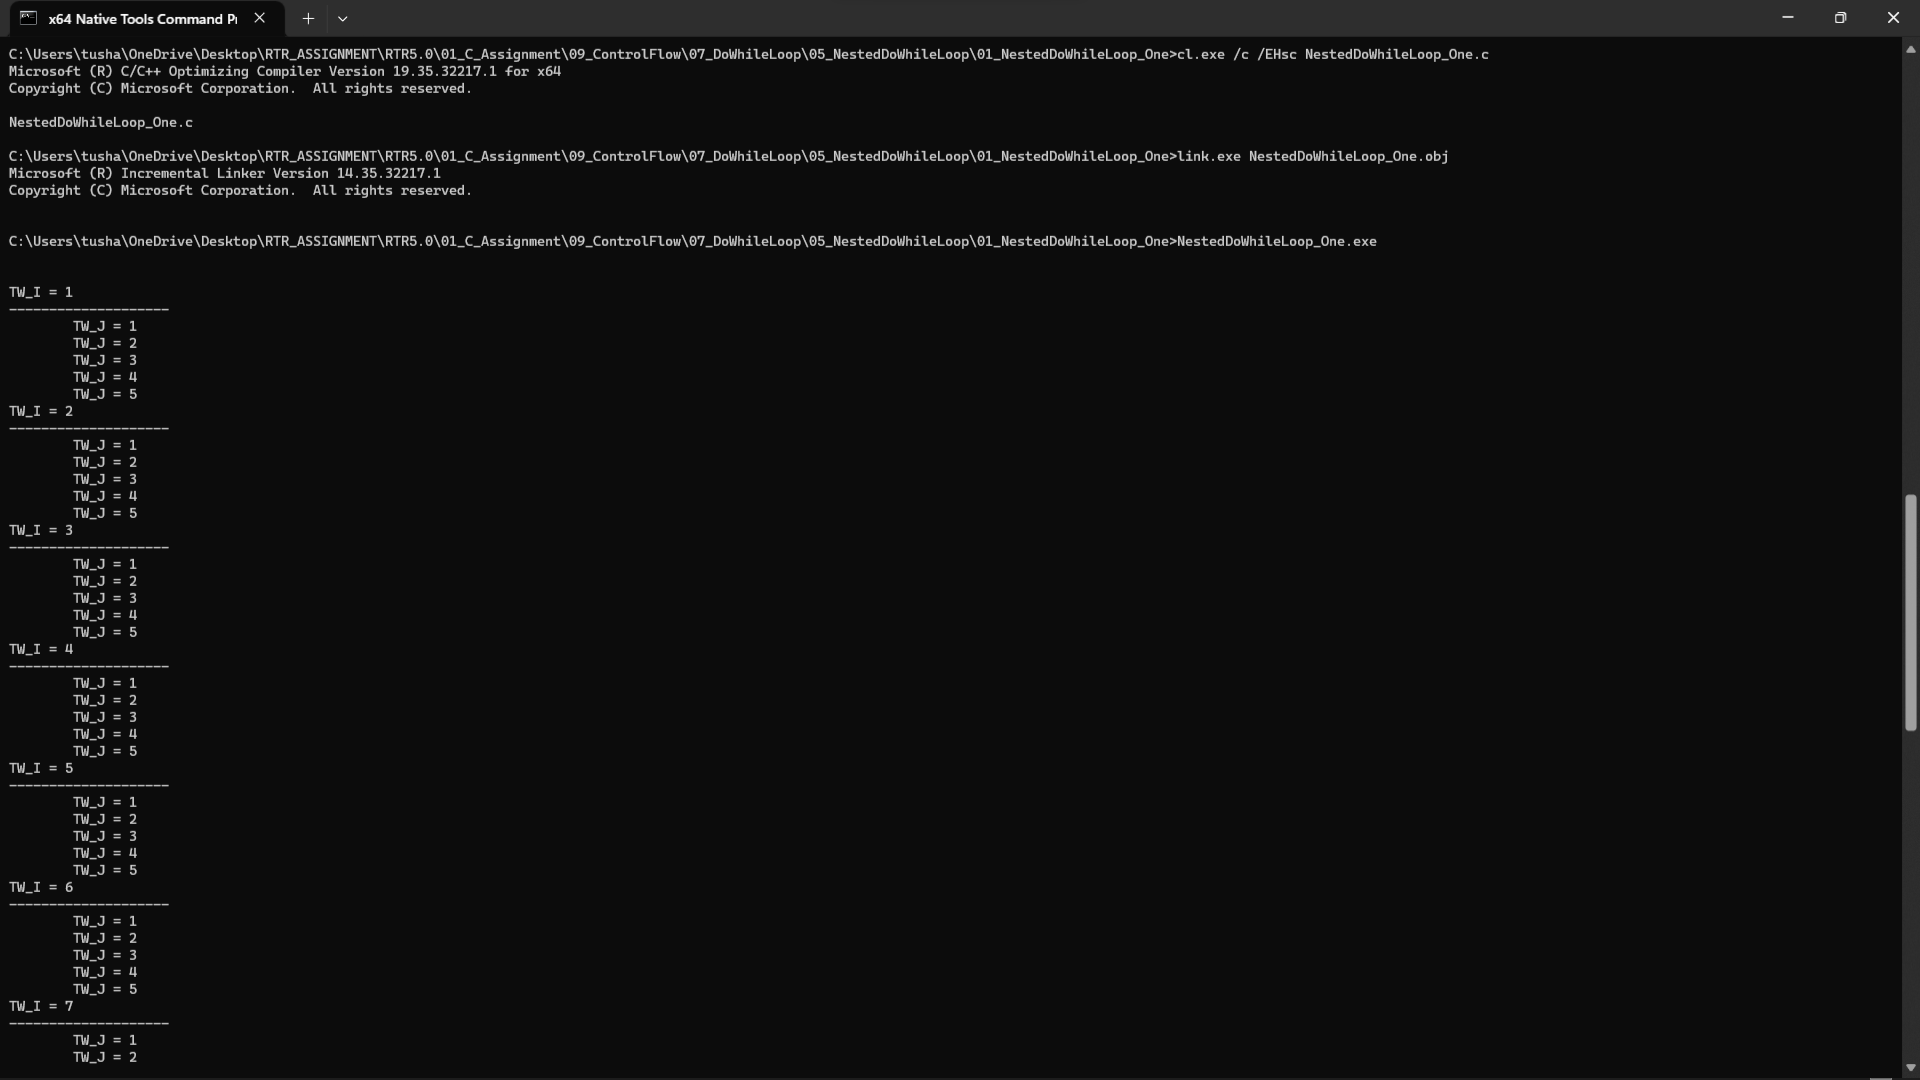 x64 Native Tools Command P
C:\Users\tusha\OneDrive\Desktop\RTR_ASSIGNMENT\RTR5.0\01_C_Assignment\09_ControlFlow\07_DoWhileLoop\05_NestedDoWhileLoop\01_NestedDoWhileLoop_One>cl.exe /c /EHsc NestedDoWhileLoop_One.c
Microsoft (R) C/C++ Optimizing Compiler Version 19.35.32217.1 for x64
Copyright (C) Microsoft Corporation.  All rights reserved.
NestedDoWhileLoop_One.c
C:\Users\tusha\OneDrive\Desktop\RTR_ASSIGNMENT\RTR5.0\01_C_Assignment\09_ControlFlow\07_DoWhileLoop\05_NestedDoWhileLoop\01_NestedDoWhileLoop_One>link.exe NestedDoWhileLoop_One.obj
Microsoft (R) Incremental Linker Version 14.35.32217.1
Copyright (C) Microsoft Corporation.  All rights reserved.
C:\Users\tusha\OneDrive\Desktop\RTR_ASSIGNMENT\RTR5.0\01_C_Assignment\09_ControlFlow\07_DoWhileLoop\05_NestedDoWhileLoop\01_NestedDoWhileLoop_One>NestedDoWhileLoop_One.exe
TW_I = 1
--------------------
TW_J = 1
TW_J = 2
TW_J = 3
TW_J = 4
TW_J = 5
TW_I = 2
--------------------
TW_J = 1
TW_J = 2
TW_J = 3
TW_J = 4
TW_J = 5
TW_I = 3
--------------------
TW_J = 1
TW_J = 2
TW_J = 3
TW_J = 4
TW_J = 5
TW_I = 4
--------------------
TW_J = 1
TW_J = 2
TW_J = 3
TW_J = 4
TW_J = 5
TW_I = 5
--------------------
TW_J = 1
TW_J = 2
TW_J = 3
TW_J = 4
TW_J = 5
TW_I = 6
--------------------
TW_J = 1
TW_J = 2
TW_J = 3
TW_J = 4
TW_J = 5
TW_I = 7
--------------------
TW_J = 1
TW_J = 2